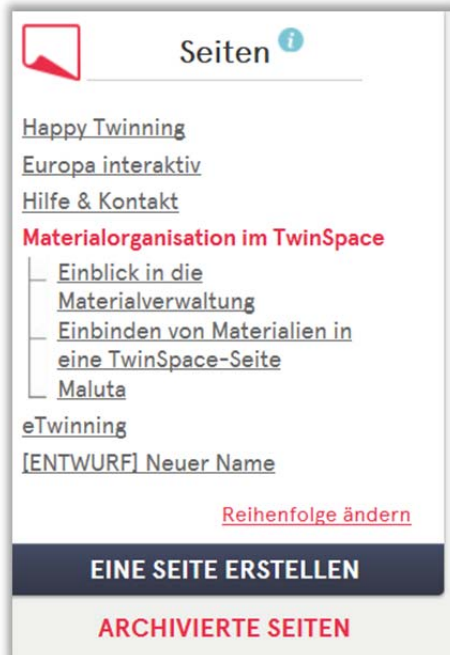 Seiten i
Happy Twinning
Europa interaktiv
Hilfe & Kontakt
Materialorganisation im TwinSpace
Einblick in die
Materialverwaltung
Einbinden von Materialien in
eine TwinSpace-Seite
Maluta
eTwinning
[ENTWURF] Neuer Name
Reihenfolge ändern
EINE SEITE ERSTELLEN
ARCHIVIERTE SEITEN